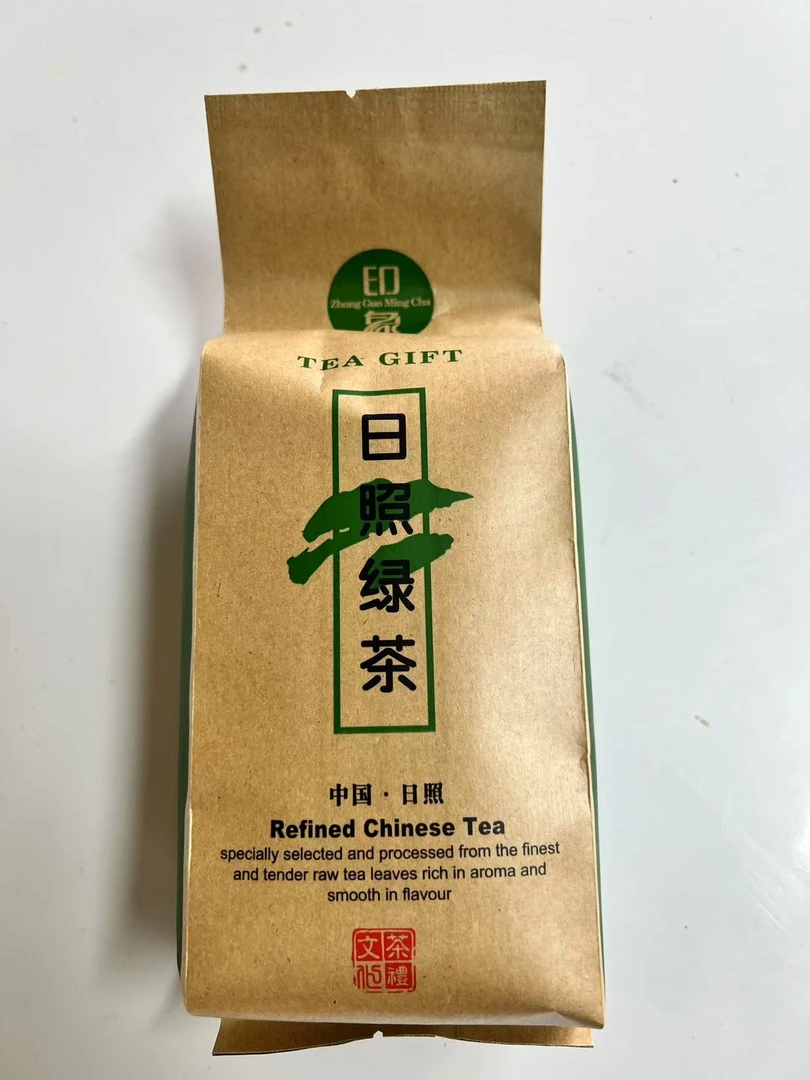 印
Zhong Guo Ming Cha
TEA GIFT
日照绿茶
中国·日照
Refined Chinese Tea
specially selected and processed from the finest
and tender raw tea leaves rich in aroma and
smooth in flavour
茶禮
文化